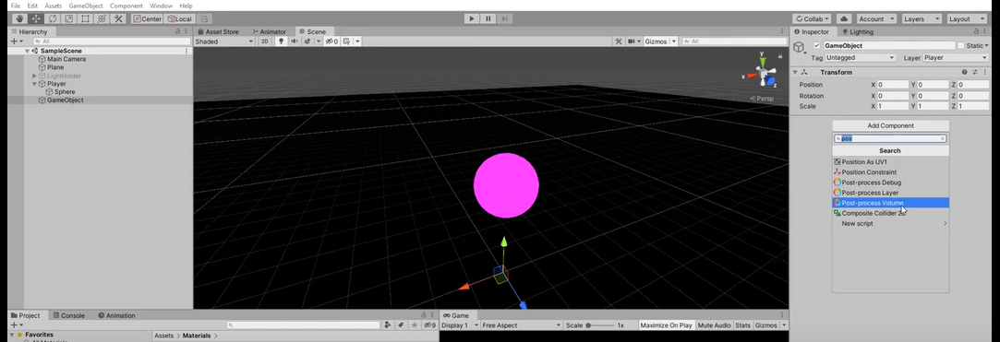 File Edit Assets GameObject Component Window Help
Center Local Collab Account Layers Layout
Hierarchy Asset Store Animator Scene Inspector Lighting
All Shaded 2D 0 Gizmos All GameObject Static
SampleScene
Main Camera
Plane
LightHolder
Player
Sphere
GameObject
y
x
z
Persp
Tag Untagged Layer Player
Transform
Position X 0 Y 0 Z 0
Rotation X 0 Y 0 Z 0
Scale X 1 Y 1 Z 1
Add Component
pos
Search
Position As UV1
Position Constraint
Post-process Debug
Post-process Layer
Post-process Volume
Composite Collider
New script
Project Console Animation Game
9 Display 1 Free Aspect Scale 1x Maximize On Play Mute Audio Stats Gizmos
Favorites Assets Materials